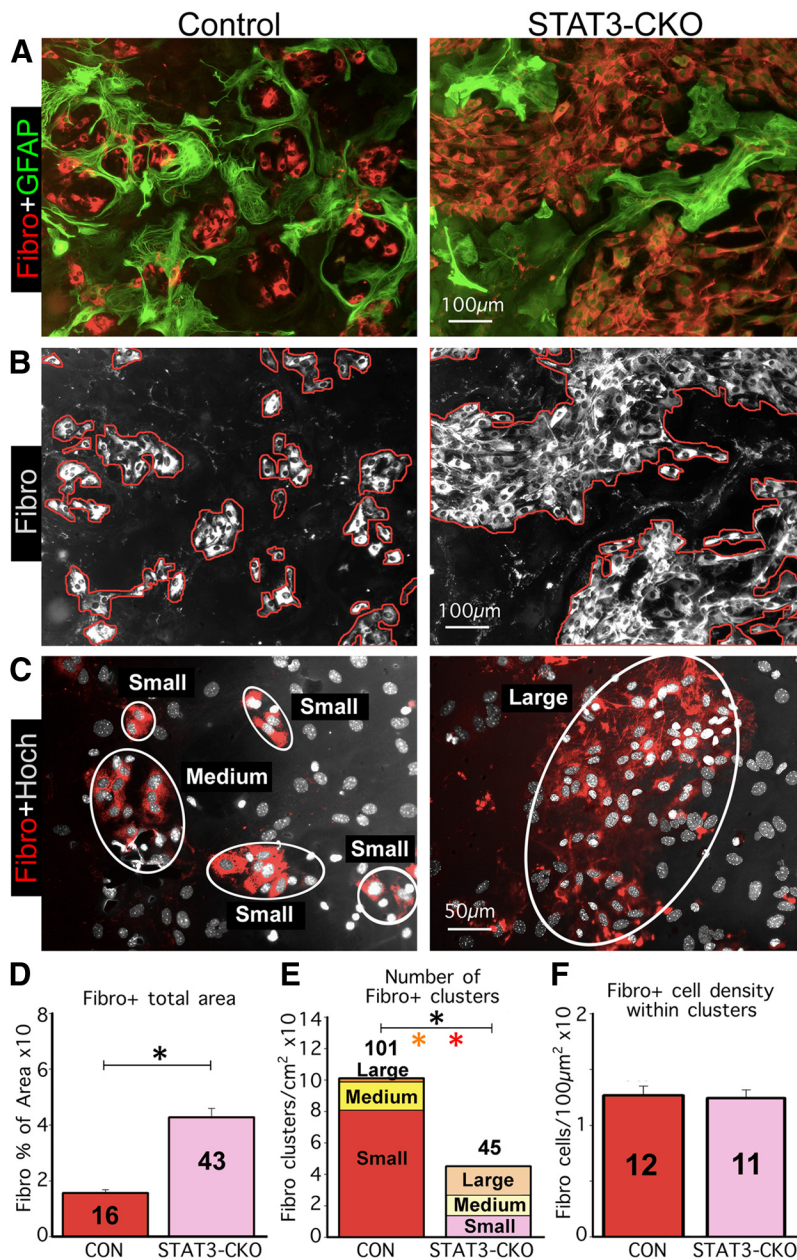 Control
STAT3-CKO
A
Fibro+GFAP
100µm
B
Fibro
100µm
C
Fibro+Hoch
Small
Small
Medium
Small
Small
Large
50µm
D
Fibro+ total area
Fibro % of Area x10
8
6
4
2
0
*
16
43
CON
STAT3-CKO
E
Number of
Fibro+ clusters
Fibro clusters/cm² x10
14
12
10
8
6
4
2
0
*
* *
101
Large
Medium
Small
45
Large
Medium
Small
CON
STAT3-CKO
F
Fibro+ cell density
within clusters
Fibro cells/100µm² x10
2
1
0
12
11
CON
STAT3-CKO